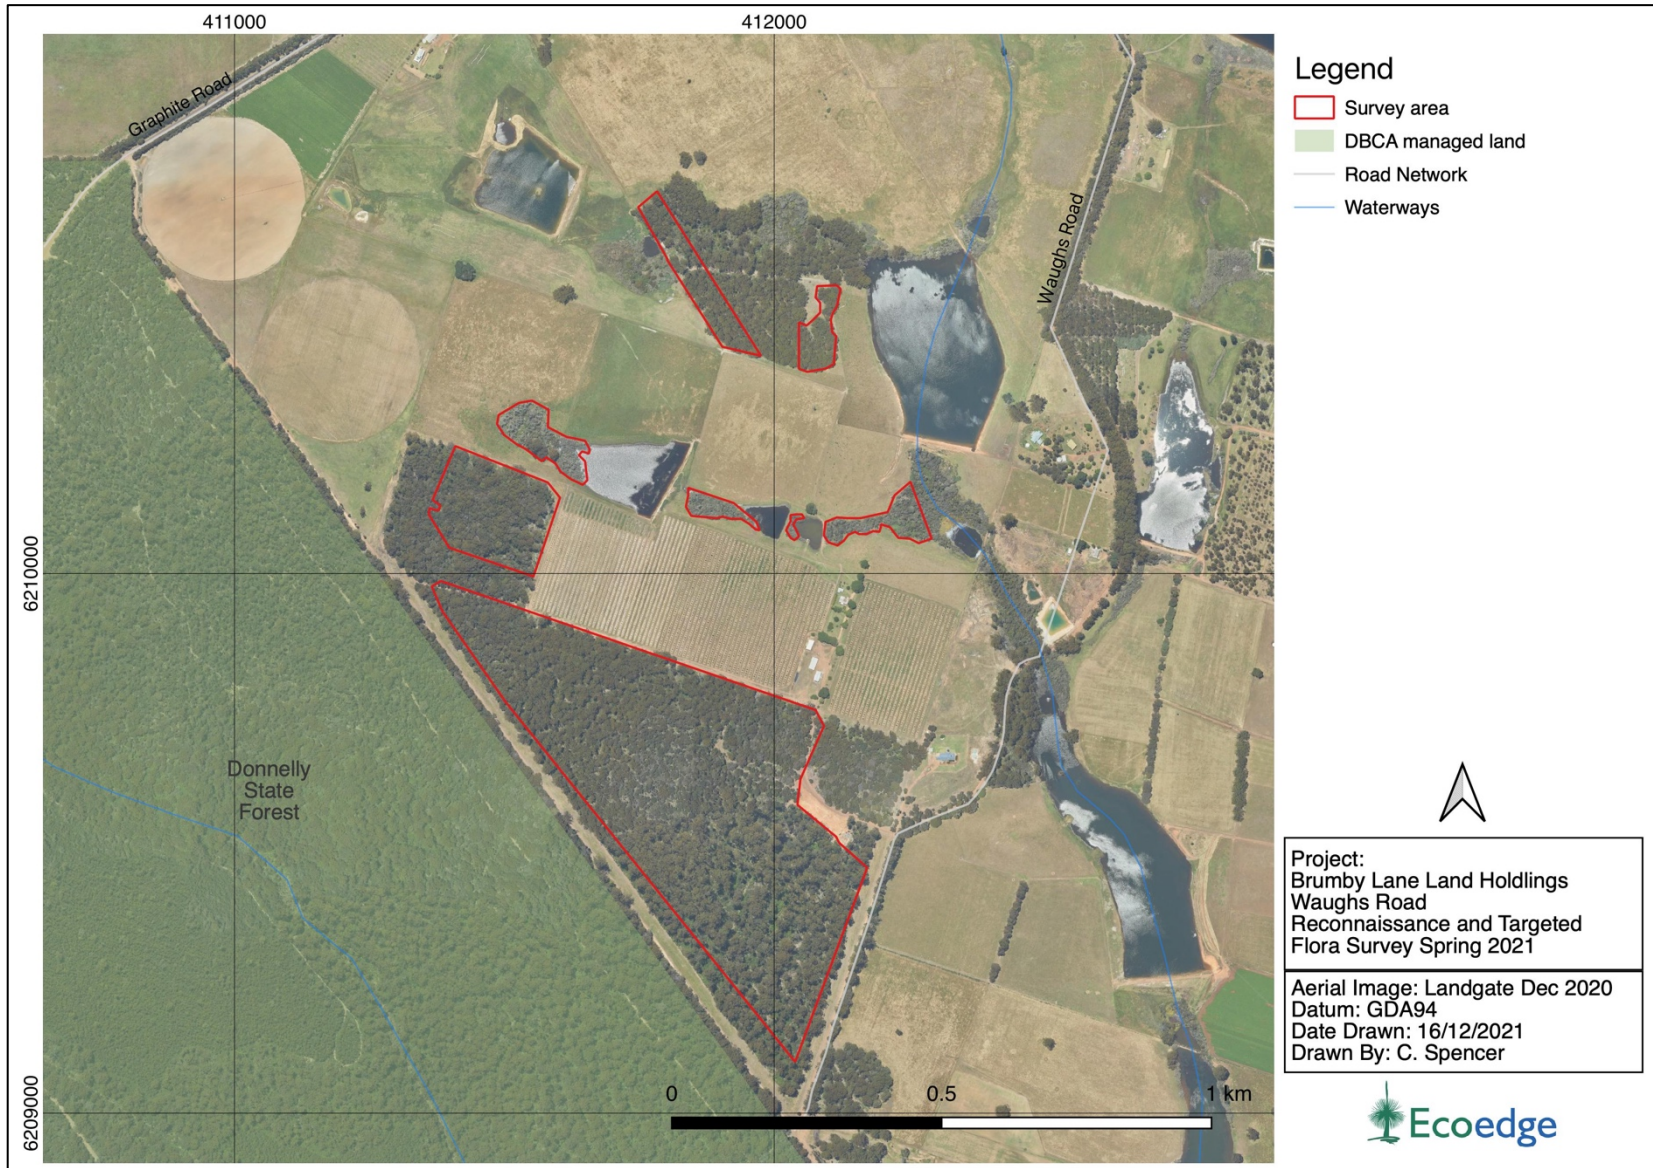 411000
412000
Graphite Road
Waughs Road
6210000
Donnelly
State
Forest
6209000
0
0.5
1 km
Legend
Survey area
DBCA managed land
Road Network
Waterways
Project:
Brumby Lane Land Holdlings
Waughs Road
Reconnaissance and Targeted
Flora Survey Spring 2021
Aerial Image: Landgate Dec 2020
Datum: GDA94
Date Drawn: 16/12/2021
Drawn By: C. Spencer
Ecoedge